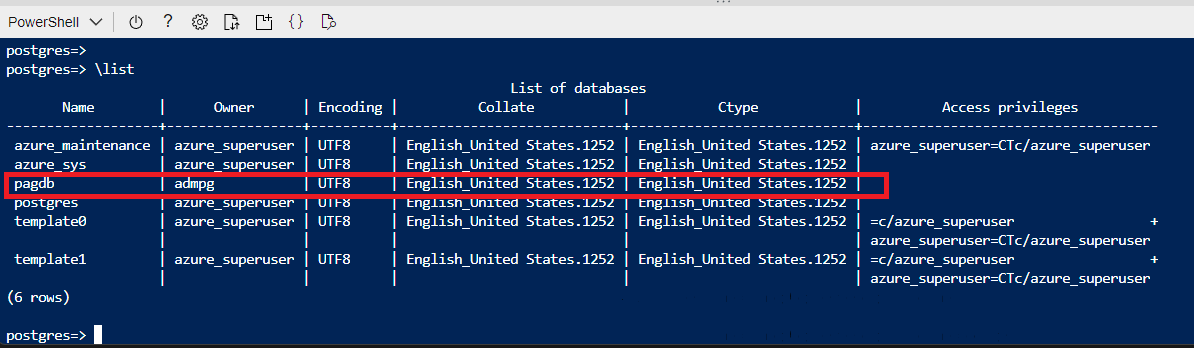 PowerShell
postgres=>
postgres=> \list
List of databases
Name | Owner | Encoding | Collate | Ctype | Access privileges
-------------------+-----------------+----------+----------------------------+----------------------------+-------------------------------------
azure_maintenance | azure_superuser | UTF8 | English_United States.1252 | English_United States.1252 | azure_superuser=CTc/azure_superuser
azure_sys | azure_superuser | UTF8 | English_United States.1252 | English_United States.1252 |
pagdb | admpg | UTF8 | English_United States.1252 | English_United States.1252 |
postgres | azure_superuser | UTF8 | English_United States.1252 | English_United States.1252 |
template0 | azure_superuser | UTF8 | English_United States.1252 | English_United States.1252 | =c/azure_superuser +
| | | | | azure_superuser=CTc/azure_superuser
template1 | azure_superuser | UTF8 | English_United States.1252 | English_United States.1252 | =c/azure_superuser +
| | | | | azure_superuser=CTc/azure_superuser
(6 rows)
postgres=>